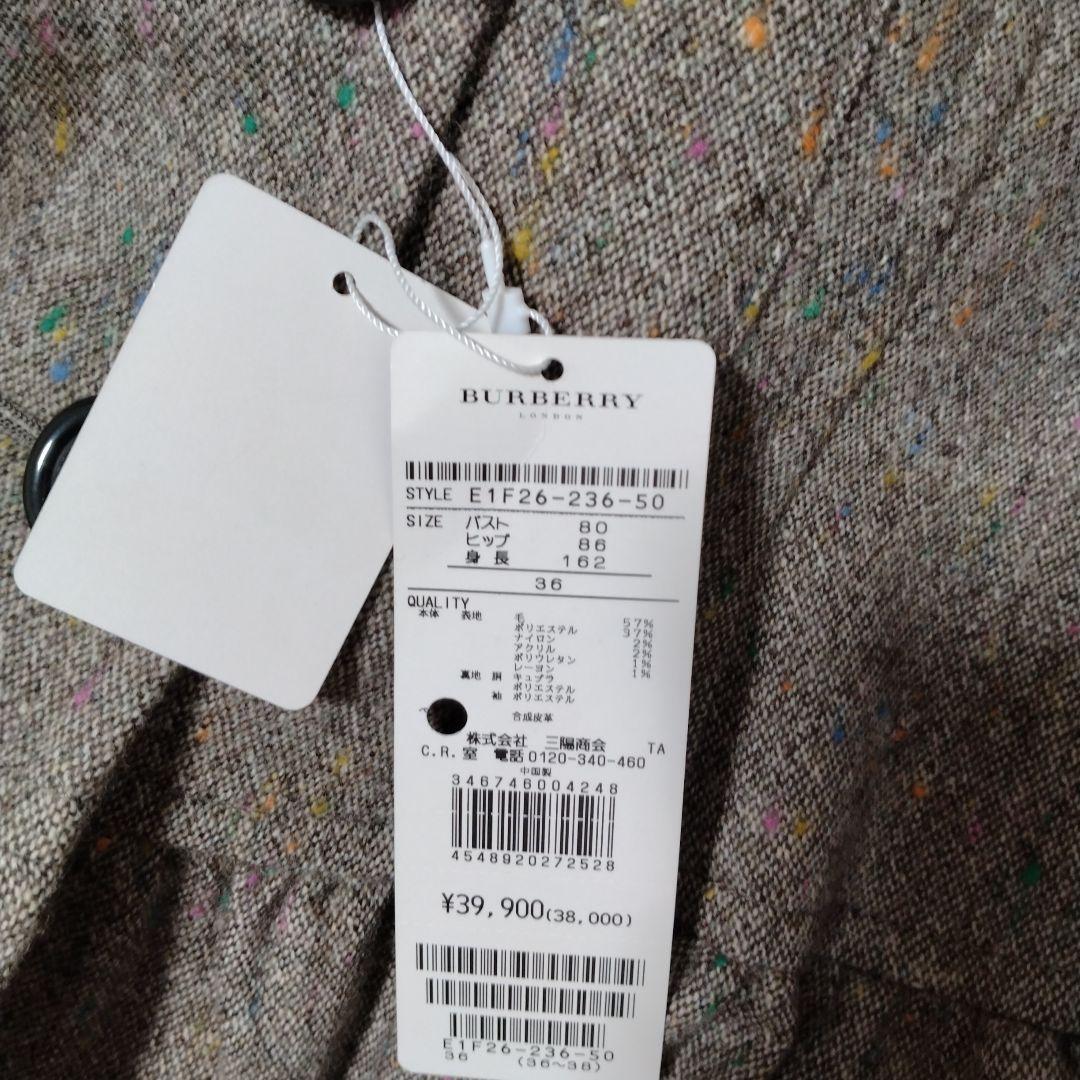 BURBERRY
LONDON
STYLE E1F26-236-50
SIZE バスト 80
ヒップ 86
身長 162
36
QUALITY
本体 表地 毛 57%
ポリエステル 37%
ナイロン 2%
アクリル 2%
ポリウレタン 1%
レーヨン 1%
裏地 胴 キュプラ
ポリエステル
袖 ポリエステル
合成皮革
株式会社 三陽商会 TA
C.R.室 電話0120-340-460
中国製
346746004248
4548920272528
¥39,900(38,000)
E1F26-236-50
36 (36~38)